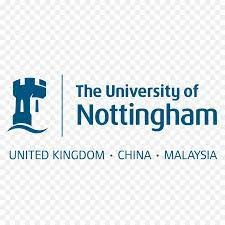 The University of
Nottingham
UNITED KINGDOM · CHINA · MALAYSIA